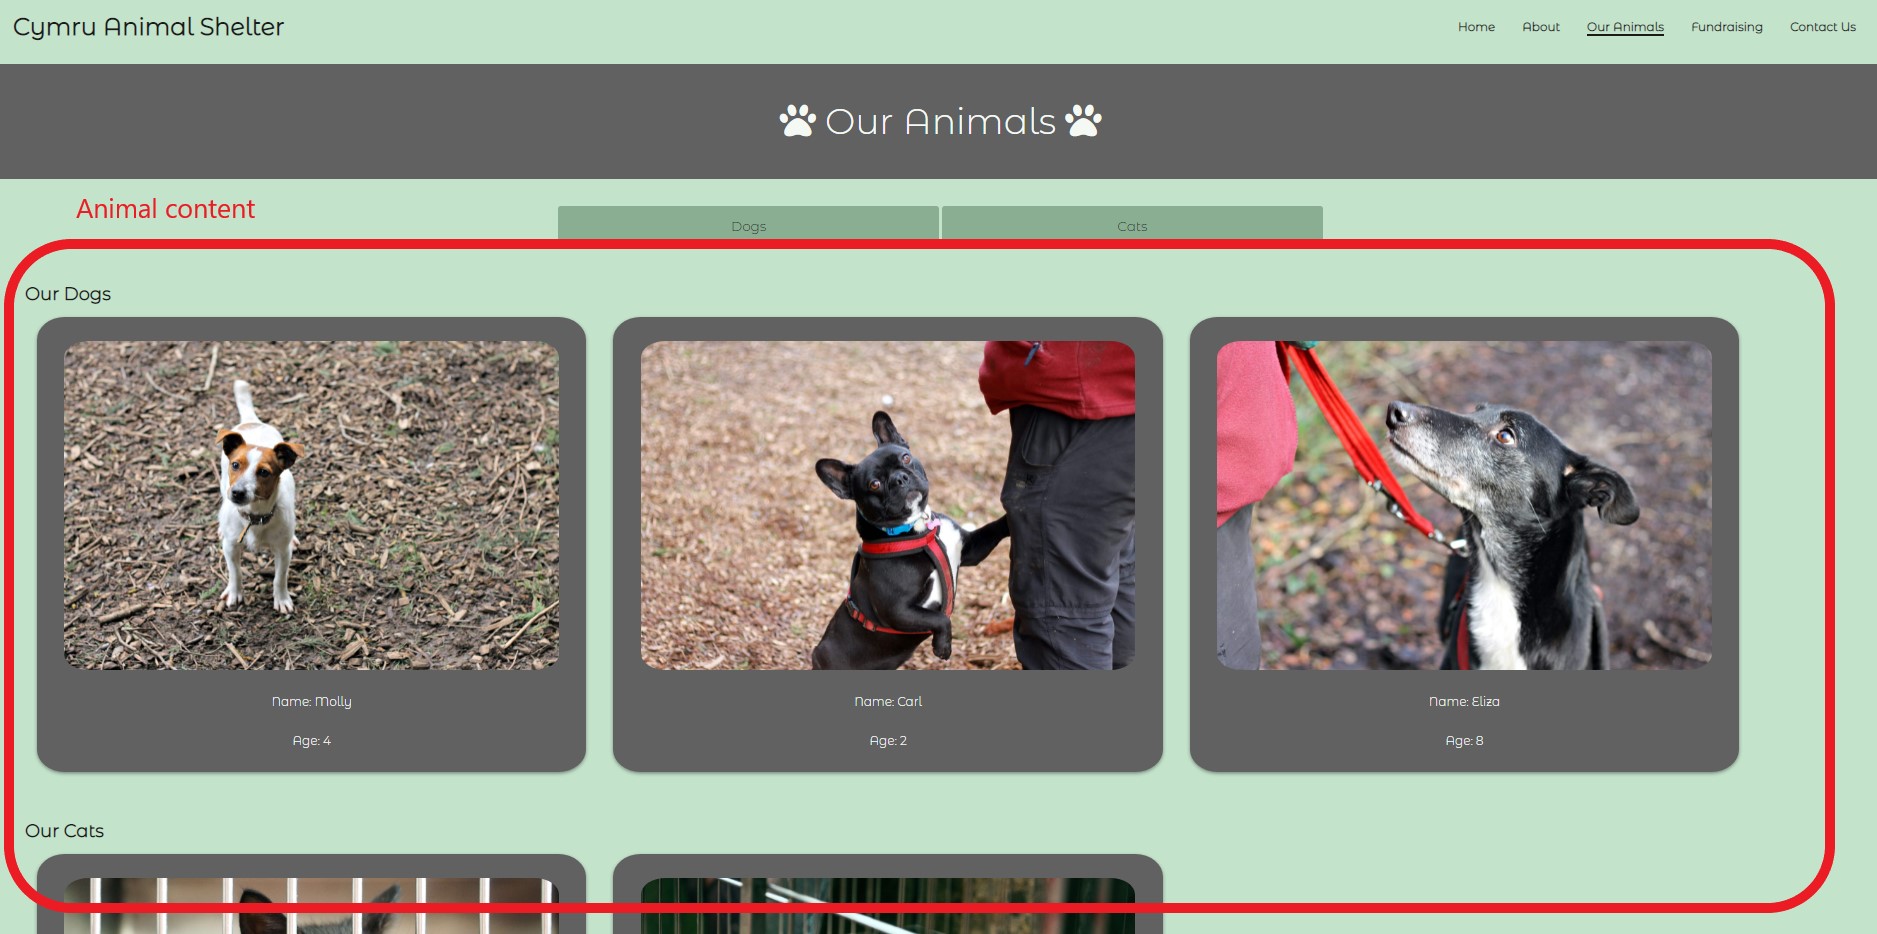 Cymru Animal Shelter
Home About Our Animals Fundraising Contact Us
Our Animals
Animal content
Dogs Cats
Our Dogs
Name: Molly
Age: 4
Name: Carl
Age: 2
Name: Eliza
Age: 8
Our Cats